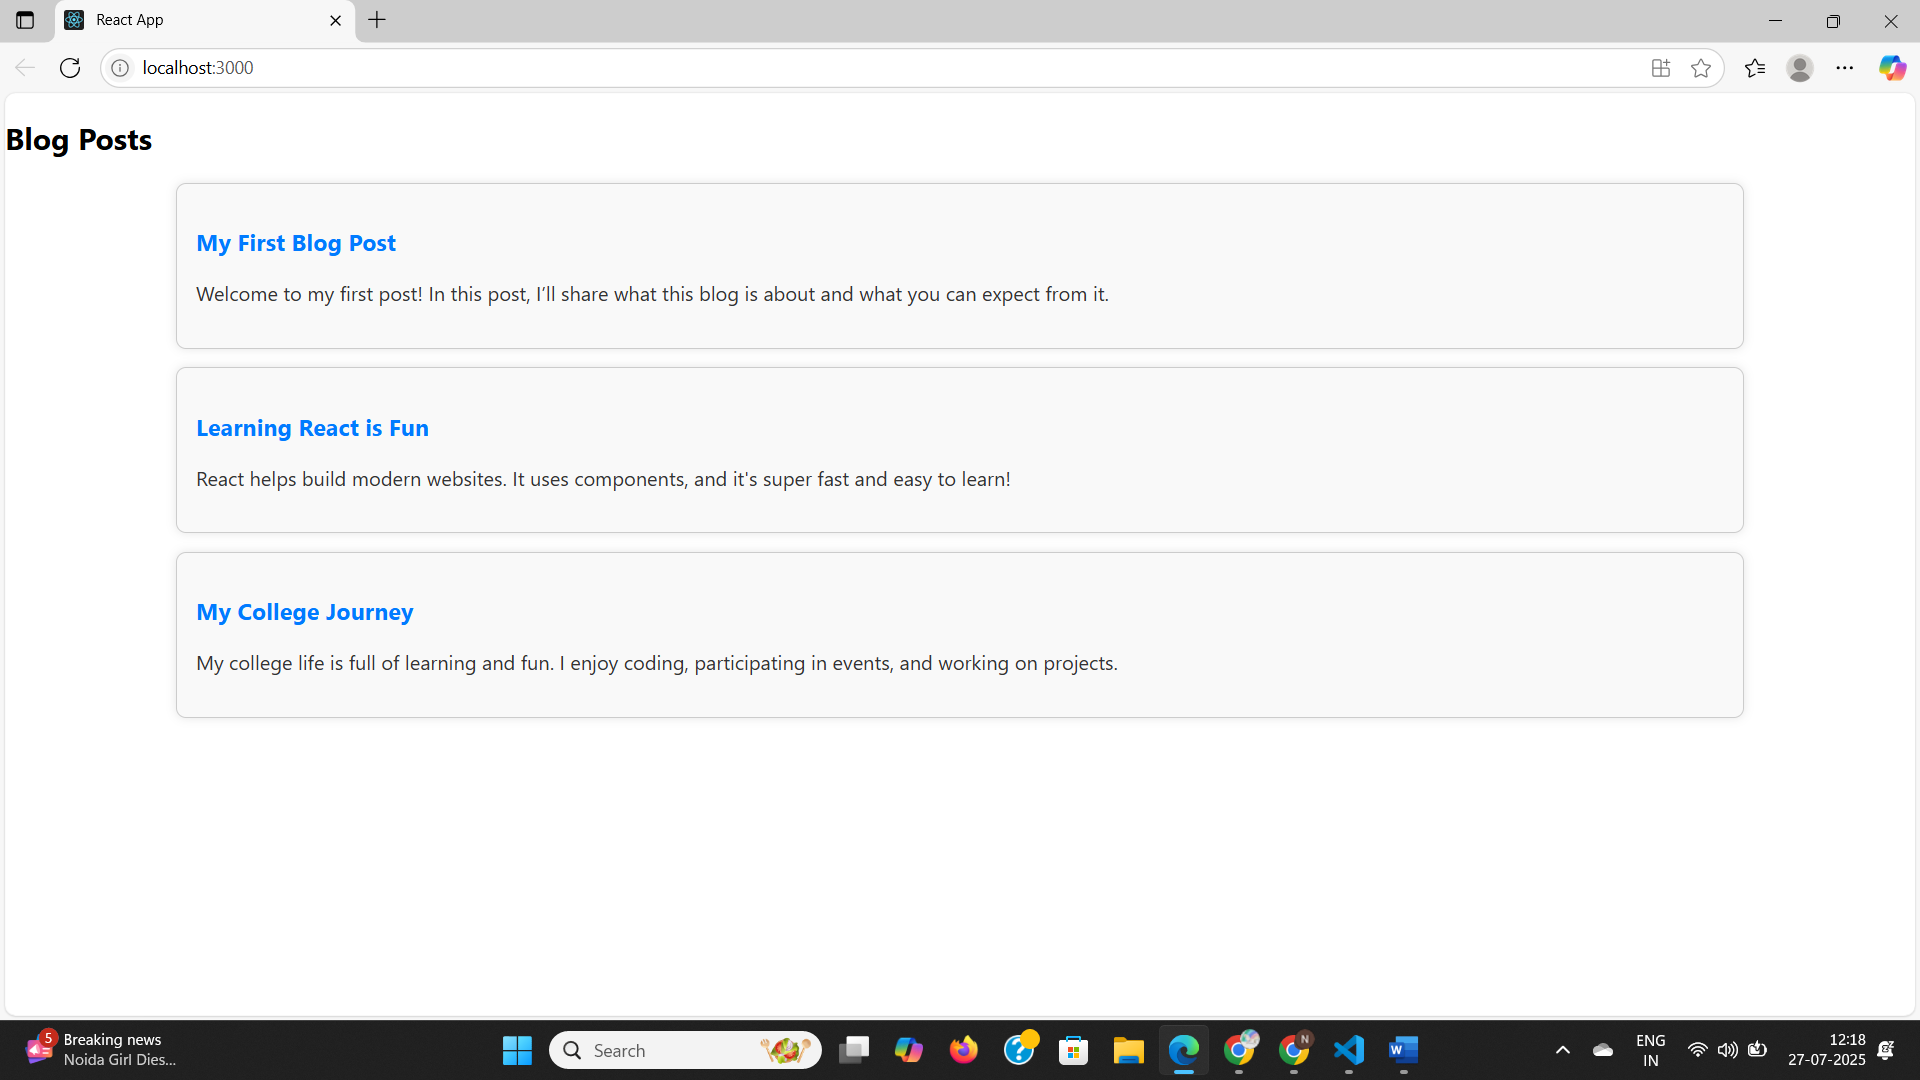 React App
localhost:3000
Blog Posts
My First Blog Post
Welcome to my first post! In this post, I’ll share what this blog is about and what you can expect from it.
Learning React is Fun
React helps build modern websites. It uses components, and it's super fast and easy to learn!
My College Journey
My college life is full of learning and fun. I enjoy coding, participating in events, and working on projects.
5
Breaking news
Noida Girl Dies...
Search
N
W
ENG
IN
12:18
27-07-2025